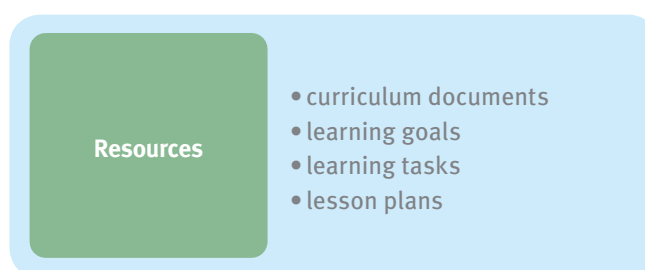 Resources
• curriculum documents
• learning goals
• learning tasks
• lesson plans